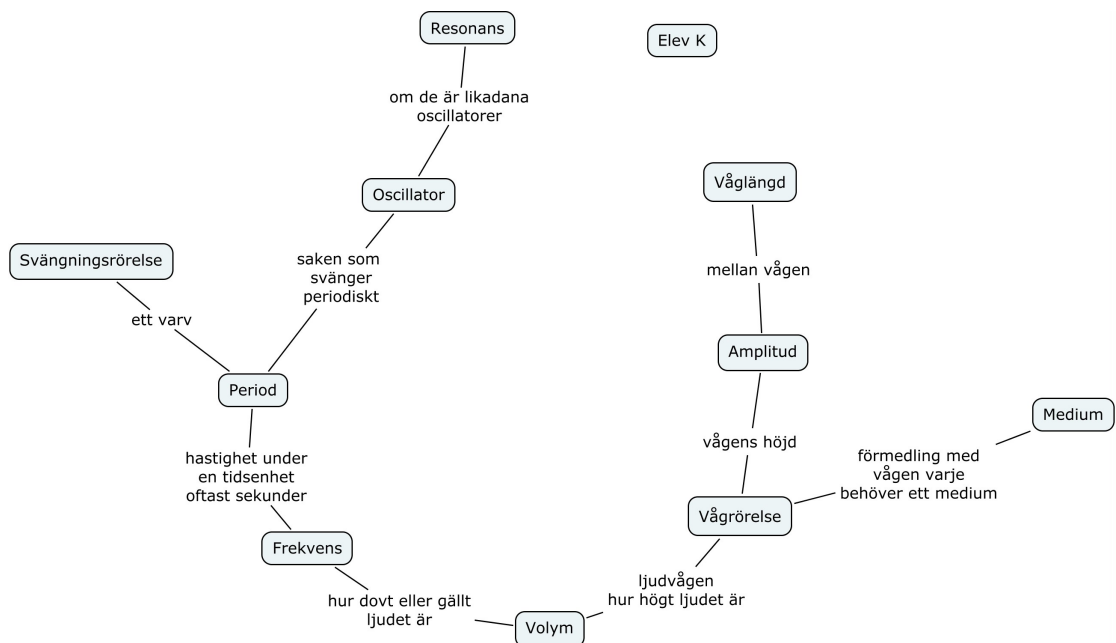 Resonans
Elev K
om de är likadana
oscillatorer
Oscillator
Våglängd
Svängningsrörelse
saken som
svänger
periodiskt
mellan vågen
ett varv
Amplitud
Period
Medium
vågens höjd
hastighet under
en tidsenhet
oftast sekunder
förmedling med
vågen varje
behöver ett medium
Vågrörelse
Frekvens
ljudvågen
hur högt ljudet är
hur dovt eller gällt
ljudet är
Volym